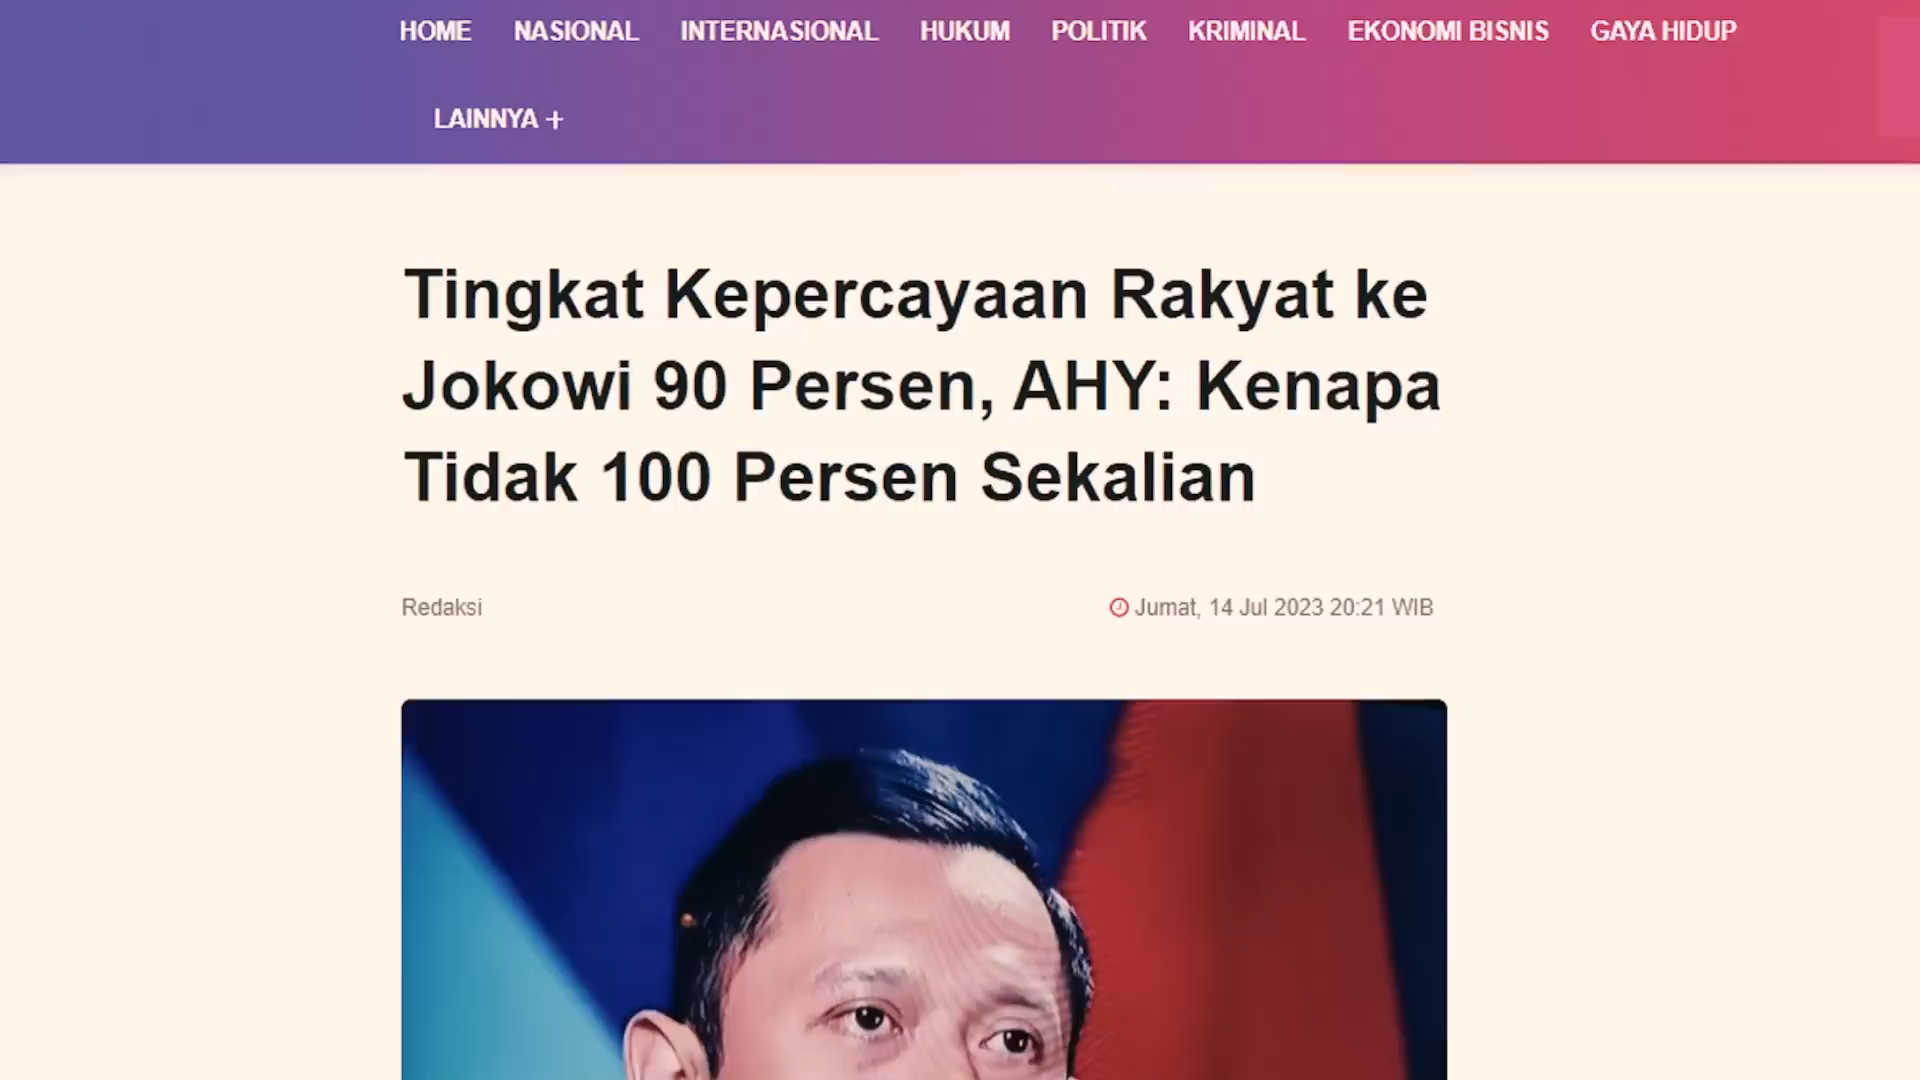 HOME NASIONAL INTERNASIONAL HUKUM POLITIK KRIMINAL EKONOMI BISNIS GAYA HIDUP
LAINNYA +
Tingkat Kepercayaan Rakyat ke
Jokowi 90 Persen, AHY: Kenapa
Tidak 100 Persen Sekalian
Redaksi
Jumat, 14 Jul 2023 20:21 WIB